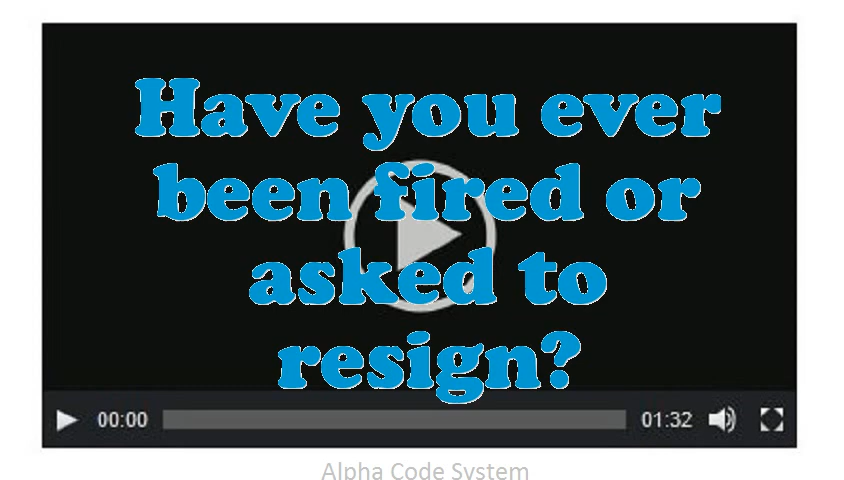 Have you ever
been fired or
asked to
resign?
00:00 01:32
Alpha Code System